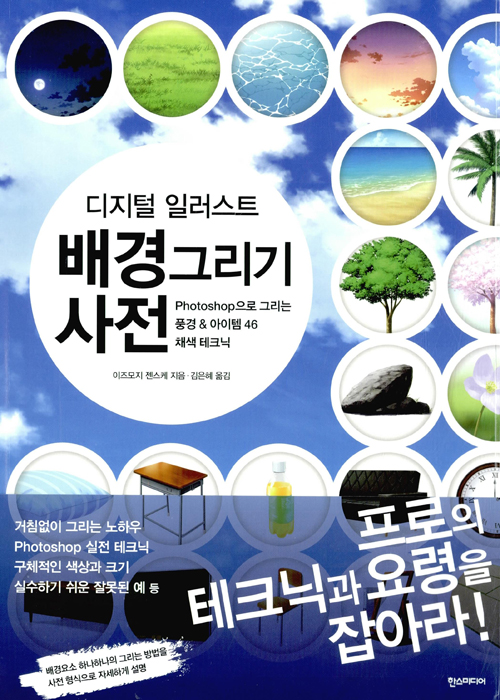 디지털 일러스트
배경그리기
사전
Photoshop으로 그리는
풍경 & 아이템 46
채색 테크닉
이즈모지 젠스케 지음 · 김은혜 옮김
거침없이 그리는 노하우
Photoshop 실전 테크닉
구체적인 색상과 크기
실수하기 쉬운 잘못된 예 등
프로의
테크닉과 요령을
잡아라!
배경요소 하나하나의 그리는 방법을
사전 형식으로 자세하게 설명
한스미디어